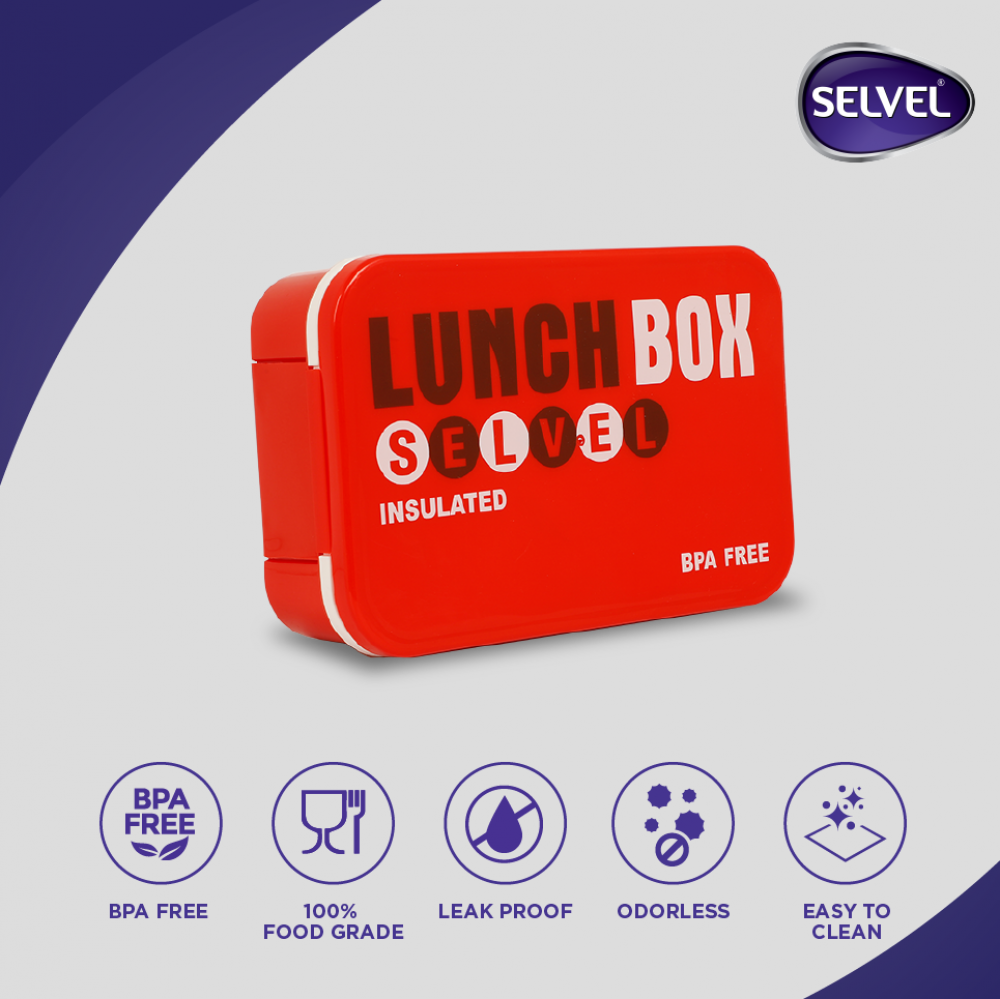 SELVEL®
LUNCH BOX
SELVEL
INSULATED
BPA FREE
BPA
FREE
BPA FREE
100%
FOOD GRADE
LEAK PROOF
ODORLESS
EASY TO
CLEAN